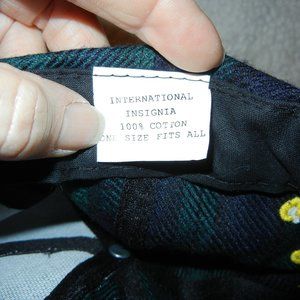 INTERNATIONAL
INSIGNIA
100% COTTON
ONE SIZE FITS ALL